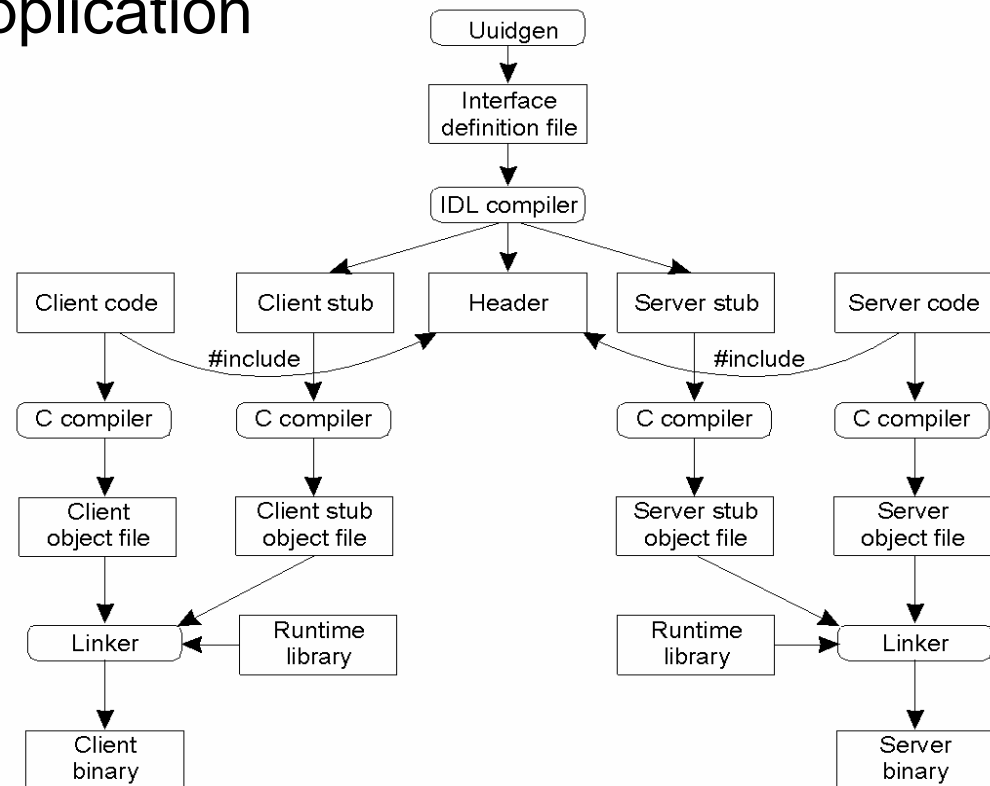 pplication
Uuidgen
Interface
definition file
IDL compiler
Client code
Client stub
Header
Server stub
Server code
#include
#include
C compiler
C compiler
C compiler
C compiler
Client
object file
Client stub
object file
Server stub
object file
Server
object file
Linker
Runtime
library
Runtime
library
Linker
Client
binary
Server
binary